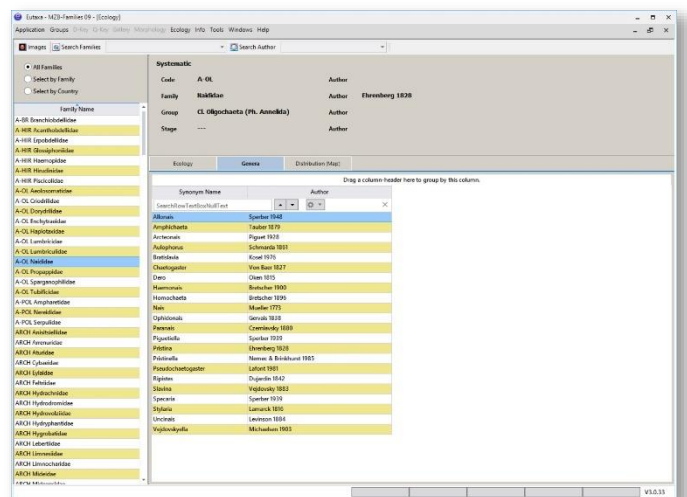 Eutaxa - MZB-Families 09 - [Ecology]
Application Groups D-Key G-Key Gallery Morphology Ecology Info Tools Windows Help
Images Search Families Search Author
All Families
Select by Family
Select by Country
Systematic
Code A-OL Author
Family Naididae Author Ehrenberg 1828
Group CL Oligochaeta (Ph. Annelida) Author
Stage --- Author
Family Name
A-BR Branchiobdellidae
A-HIR Acanthobdellidae
A-HIR Erpobdellidae
A-HIR Glossiphoniidae
A-HIR Haemopidae
A-HIR Hirudinidae
A-HIR Piscicolidae
A-OL Aeolosomatidae
A-OL Criodrilidae
A-OL Dorydrilidae
A-OL Enchytraeidae
A-OL Haplotaxidae
A-OL Lumbricidae
A-OL Lumbriculidae
A-OL Naididae
A-OL Propappidae
A-OL Sparganophilidae
A-OL Tubificidae
A-POL Ampharetidae
A-POL Nereididae
A-POL Serpulidae
ARCH Anisitsiellidae
ARCH Arrenuridae
ARCH Aturidae
ARCH Cybaeidae
ARCH Eylaidae
ARCH Feltriidae
ARCH Hydrachnidae
ARCH Hydrodromidae
ARCH Hydrovolziidae
ARCH Hydryphantidae
ARCH Hygrobatidae
ARCH Lebertiidae
ARCH Limnesiidae
ARCH Limnocharidae
ARCH Mideidae
Ecology Genera Distribution (Map)
Drag a column header here to group by this column.
Synonym Name Author
SearchRowTextBoxNullText
Allonais Sperber 1948
Amphichaeta Tauber 1879
Arcteonais Piguet 1928
Aulophorus Schmarda 1861
Bratislavia Kosel 1976
Chaetogaster Von Baer 1827
Dero Oken 1815
Haemonais Bretscher 1900
Homochaeta Bretscher 1896
Nais Mueller 1773
Ophidonais Gervais 1838
Paranais Czerniavsky 1880
Piguetiella Sperber 1939
Pristina Ehrenberg 1828
Pristinella Nemec & Brinkhurst 1985
Pseudochaetogaster Lafont 1981
Ripistes Dujardin 1842
Slavina Vejdovsky 1883
Specaria Sperber 1939
Stylaria Lamarck 1816
Uncinais Levinson 1884
Vejdovskyella Michaelsen 1903
V3.0.33